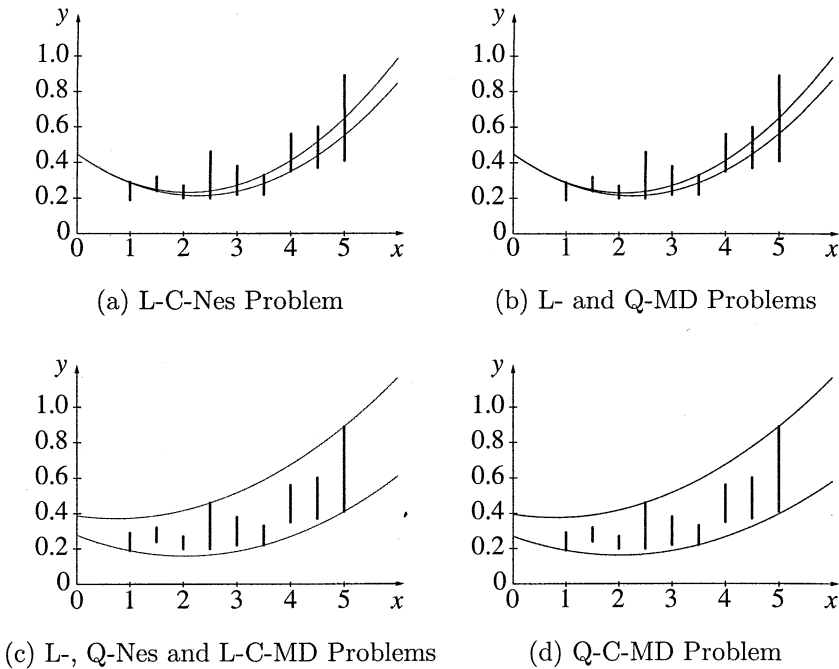 y
1.0
0.8
0.6
0.4
0.2
0
0 1 2 3 4 5 x
(a) L-C-Nes Problem
y
1.0
0.8
0.6
0.4
0.2
0
0 1 2 3 4 5 x
(b) L- and Q-MD Problems
y
1.0
0.8
0.6
0.4
0.2
0
0 1 2 3 4 5 x
(c) L-, Q-Nes and L-C-MD Problems
y
1.0
0.8
0.6
0.4
0.2
0
0 1 2 3 4 5 x
(d) Q-C-MD Problem